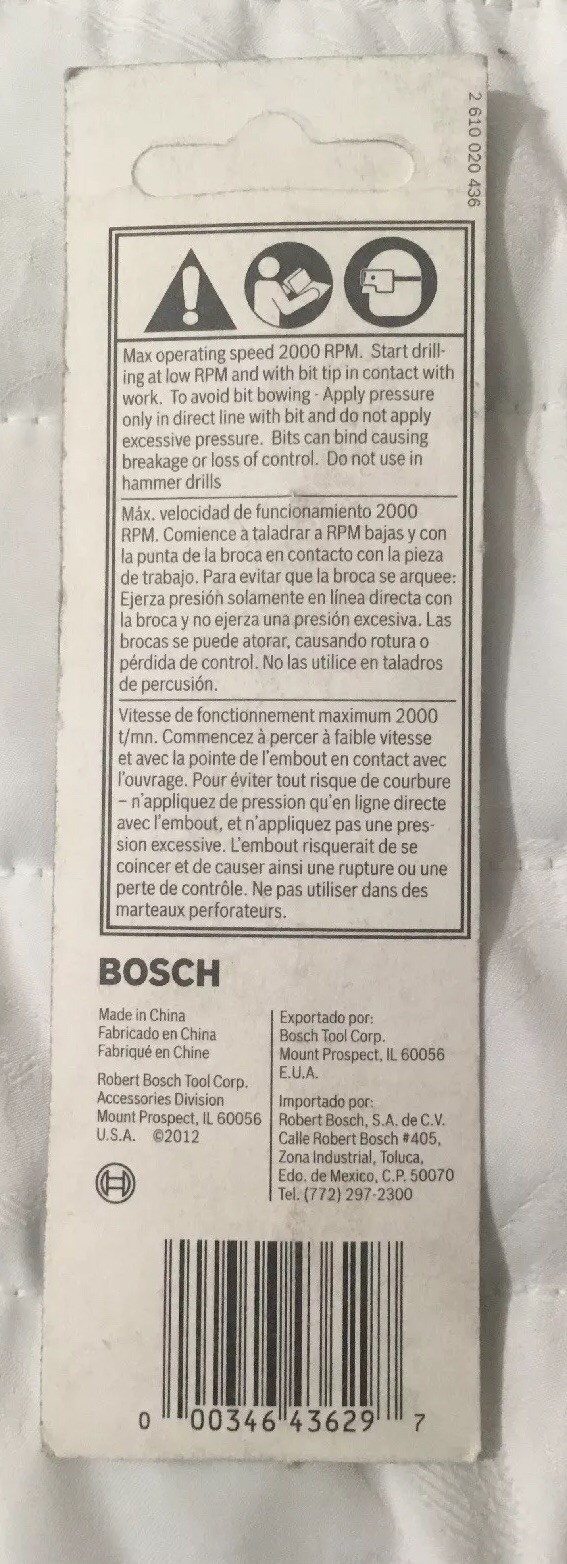 2 610 020 436
Max operating speed 2000 RPM. Start drill-
ing at low RPM and with bit tip in contact with
work. To avoid bit bowing - Apply pressure
only in direct line with bit and do not apply
excessive pressure. Bits can bind causing
breakage or loss of control. Do not use in
hammer drills
Máx. velocidad de funcionamiento 2000
RPM. Comience a taladrar a RPM bajas y con
la punta de la broca en contacto con la pieza
de trabajo. Para evitar que la broca se arquee:
Ejerza presión solamente en línea directa con
la broca y no ejerza una presión excesiva. Las
brocas se puede atorar, causando rotura o
pérdida de control. No las utilice en taladros
de percusión.
Vitesse de fonctionnement maximum 2000
t/mn. Commencez à percer à faible vitesse
et avec la pointe de l'embout en contact avec
l'ouvrage. Pour éviter tout risque de courbure
– n'appliquez de pression qu'en ligne directe
avec l'embout, et n'appliquez pas une pres-
sion excessive. L'embout risquerait de se
coincer et de causer ainsi une rupture ou une
perte de contrôle. Ne pas utiliser dans des
marteaux perforateurs.
BOSCH
Made in China
Fabricado en China
Fabriqué en Chine
Robert Bosch Tool Corp.
Accessories Division
Mount Prospect, IL 60056
U.S.A. ©2012
Exportado por:
Bosch Tool Corp.
Mount Prospect, IL 60056
E.U.A.
Importado por:
Robert Bosch, S.A. de C.V.
Calle Robert Bosch #405,
Zona Industrial, Toluca,
Edo. de Mexico, C.P. 50070
Tel. (772) 297-2300
0 00346 43629 7